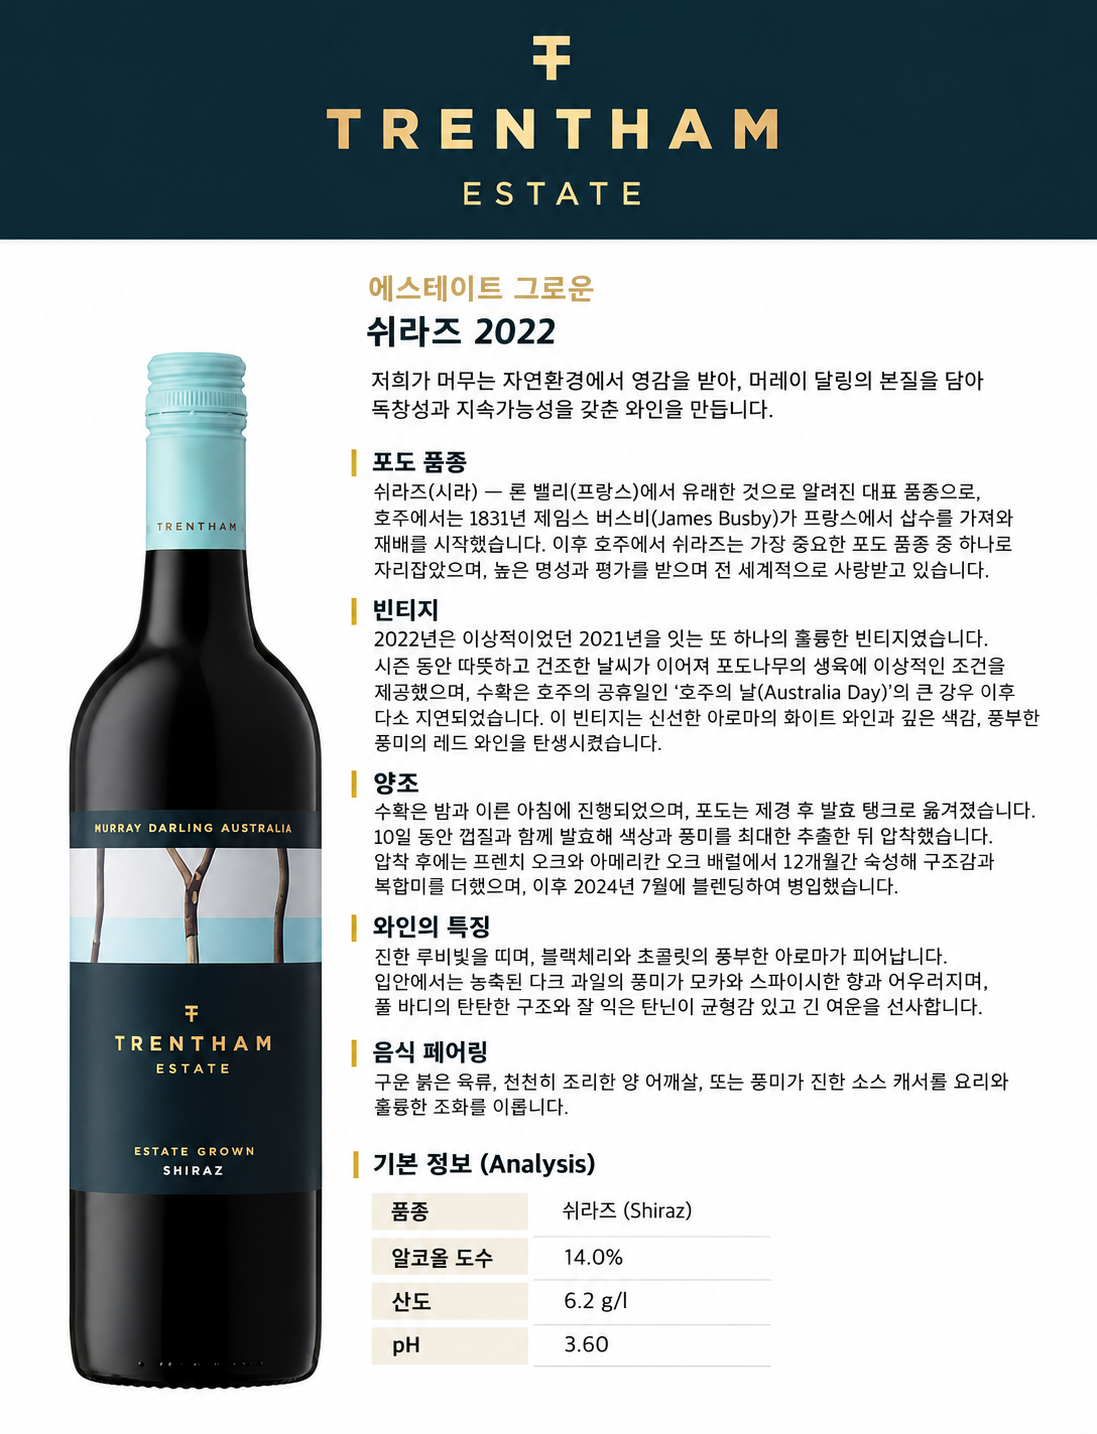 TRENTHAM
ESTATE
에스테이트 그로운
쉬라즈 2022
저희가 머무는 자연환경에서 영감을 받아, 머레이 달링의 본질을 담아
독창성과 지속가능성을 갖춘 와인을 만듭니다.
포도 품종
쉬라즈(시라) — 론 밸리(프랑스)에서 유래한 것으로 알려진 대표 품종으로,
호주에서는 1831년 제임스 버스비(James Busby)가 프랑스에서 삽수를 가져와
재배를 시작했습니다. 이후 호주에서 쉬라즈는 가장 중요한 포도 품종 중 하나로
자리잡았으며, 높은 명성과 평가를 받으며 전 세계적으로 사랑받고 있습니다.
빈티지
2022년은 이상적이었던 2021년을 잇는 또 하나의 훌륭한 빈티지였습니다.
시즌 동안 따뜻하고 건조한 날씨가 이어져 포도나무의 생육에 이상적인 조건을
제공했으며, 수확은 호주의 공휴일인 ‘호주의 날(Australia Day)’의 큰 강우 이후
다소 지연되었습니다. 이 빈티지는 신선한 아로마의 화이트 와인과 깊은 색감, 풍부한
풍미의 레드 와인을 탄생시켰습니다.
양조
수확은 밤과 이른 아침에 진행되었으며, 포도는 제경 후 발효 탱크로 옮겨졌습니다.
10일 동안 껍질과 함께 발효해 색상과 풍미를 최대한 추출한 뒤 압착했습니다.
압착 후에는 프렌치 오크와 아메리칸 오크 배럴에서 12개월간 숙성해 구조감과
복합미를 더했으며, 이후 2024년 7월에 블렌딩하여 병입했습니다.
와인의 특징
진한 루비빛을 띠며, 블랙체리와 초콜릿의 풍부한 아로마가 피어납니다.
입안에서는 농축된 다크 과일의 풍미가 모카와 스파이시한 향과 어우러지며,
풀 바디의 탄탄한 구조와 잘 익은 탄닌이 균형감 있고 긴 여운을 선사합니다.
음식 페어링
구운 붉은 육류, 천천히 조리한 양 어깨살, 또는 풍미가 진한 소스 캐서롤 요리와
훌륭한 조화를 이룹니다.
기본 정보 (Analysis)
품종 쉬라즈 (Shiraz)
알코올 도수 14.0%
산도 6.2 g/l
pH 3.60
TRENTHAM
MURRAY DARLING AUSTRALIA
TRENTHAM
ESTATE
ESTATE GROWN
SHIRAZ